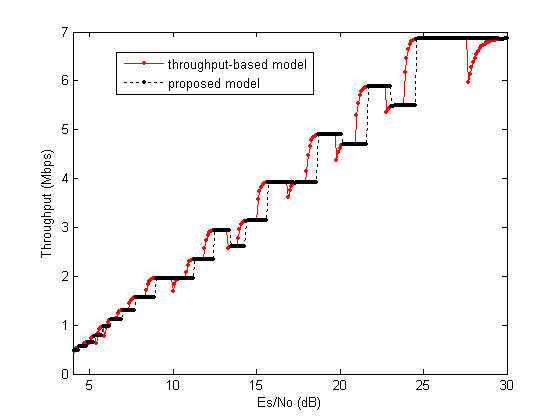 7
throughput-based model
proposed model
6
5
4
3
2
1
0
Throughput (Mbps)
5 10 15 20 25 30
Es/No (dB)